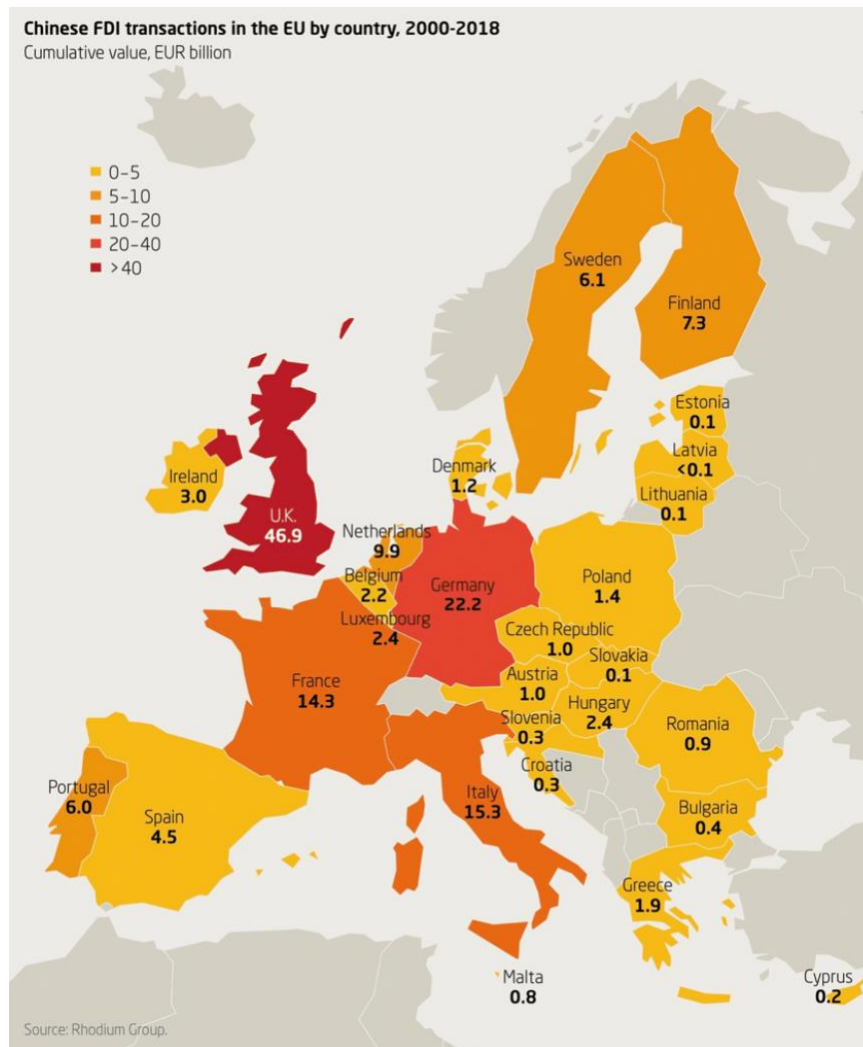 Chinese FDI transactions in the EU by country, 2000-2018
Cumulative value, EUR billion
0–5
5–10
10–20
20–40
>40
Sweden
6.1
Finland
7.3
Estonia
0.1
Latvia
<0.1
Lithuania
0.1
Denmark
1.2
Ireland
3.0
U.K.
46.9
Netherlands
9.9
Belgium
2.2
Luxembourg
2.4
Germany
22.2
Poland
1.4
Czech Republic
1.0
Slovakia
0.1
Austria
1.0
Hungary
2.4
Slovenia
0.3
Croatia
0.3
Romania
0.9
Bulgaria
0.4
France
14.3
Italy
15.3
Portugal
6.0
Spain
4.5
Greece
1.9
Malta
0.8
Cyprus
0.2
Source: Rhodium Group.